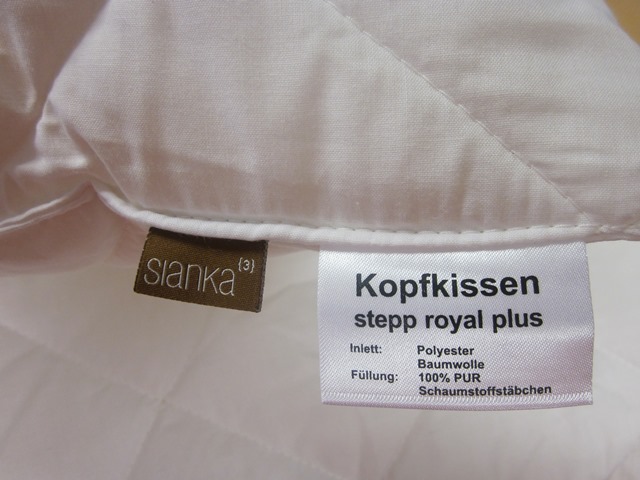 sianka{3}
Kopfkissen
stepp royal plus
Inlett: Polyester
Baumwolle
Füllung: 100% PUR
Schaumstoffstäbchen